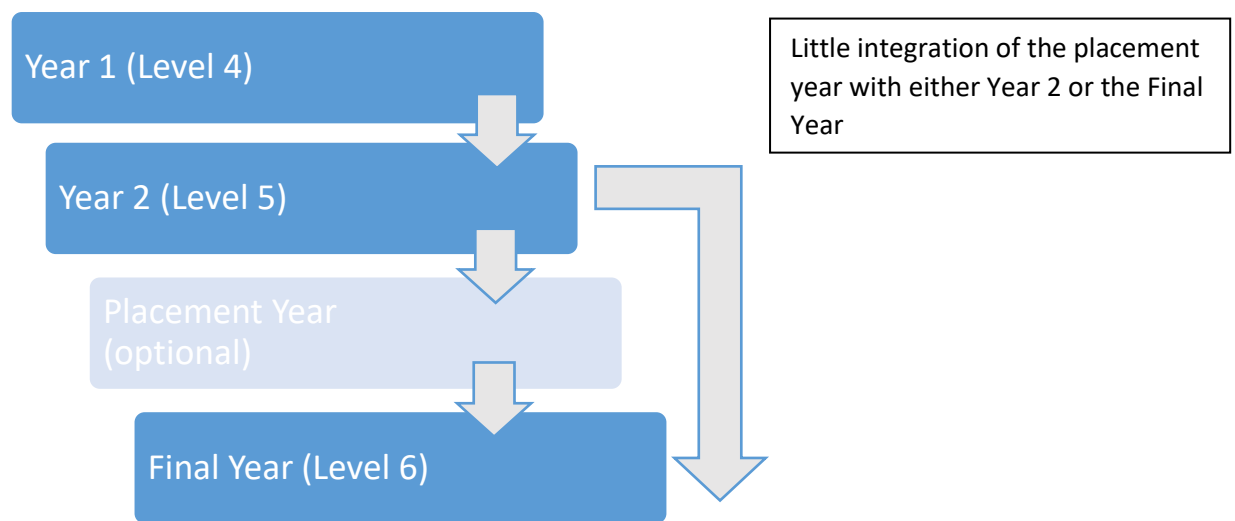 Year 1 (Level 4)
Little integration of the placement
year with either Year 2 or the Final
Year
Year 2 (Level 5)
Placement Year
(optional)
Final Year (Level 6)